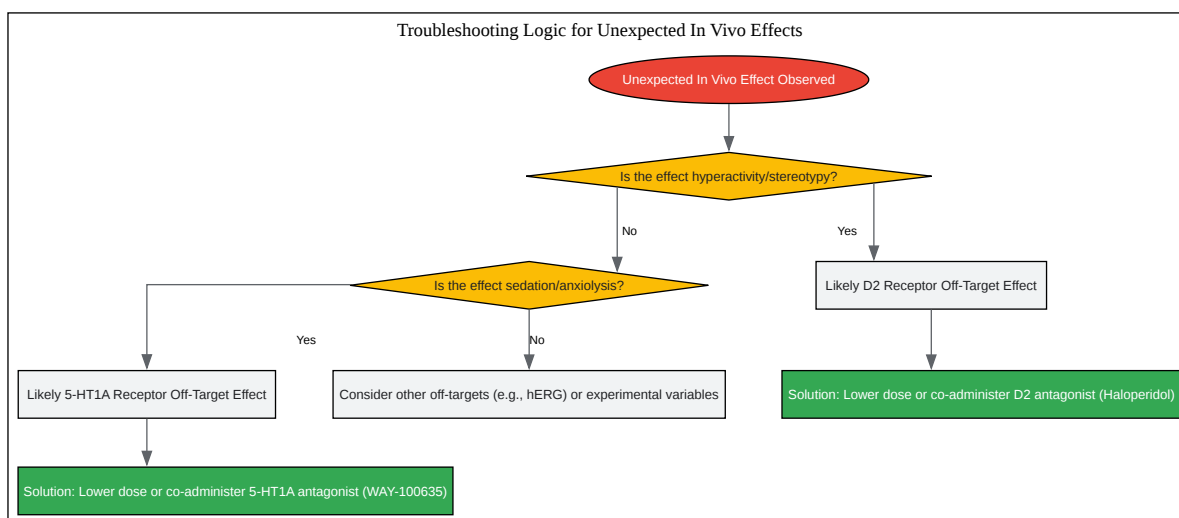 Troubleshooting Logic for Unexpected In Vivo Effects
Unexpected In Vivo Effect Observed
Is the effect hyperactivity/stereotypy?
No
Yes
Is the effect sedation/anxiolysis?
Likely D2 Receptor Off-Target Effect
Yes
No
Likely 5-HT1A Receptor Off-Target Effect
Consider other off-targets (e.g., hERG) or experimental variables
Solution: Lower dose or co-administer D2 antagonist (Haloperidol)
Solution: Lower dose or co-administer 5-HT1A antagonist (WAY-100635)